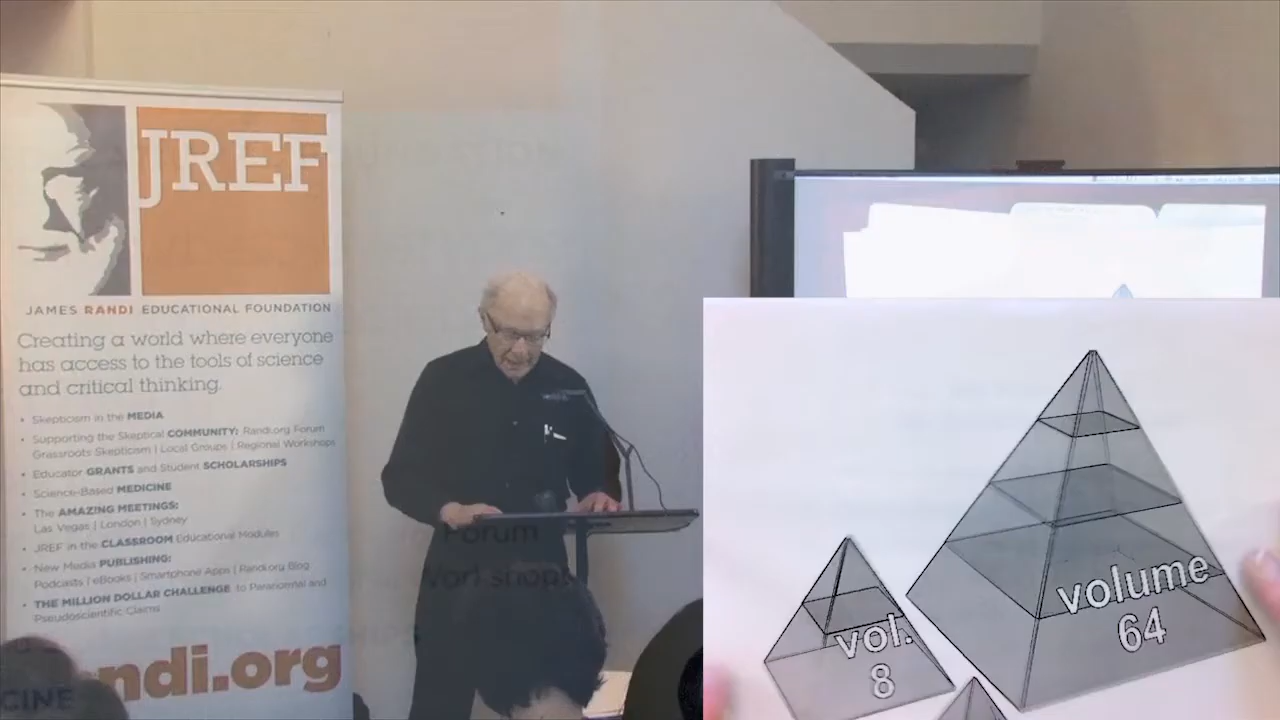 JREF
JAMES RANDI EDUCATIONAL FOUNDATION
Creating a world where everyone
has access to the tools of science
and critical thinking.
• Skepticism in the MEDIA
• Supporting the Skeptical COMMUNITY: Randi.org Forum
Grassroots Skepticism | Local Groups | Regional Workshops
• Educator GRANTS and Student SCHOLARSHIPS
• Science-Based MEDICINE
• The AMAZING MEETINGS:
Las Vegas | London | Sydney
• JREF in the CLASSROOM Educational Modules
• New Media PUBLISHING:
Podcasts | eBooks | Smartphone Apps | Randi.org Blog
• THE MILLION DOLLAR CHALLENGE to Paranormal and
Pseudoscientific Claims
ndi.org
CINE
Forum
vol.
8
volume
64